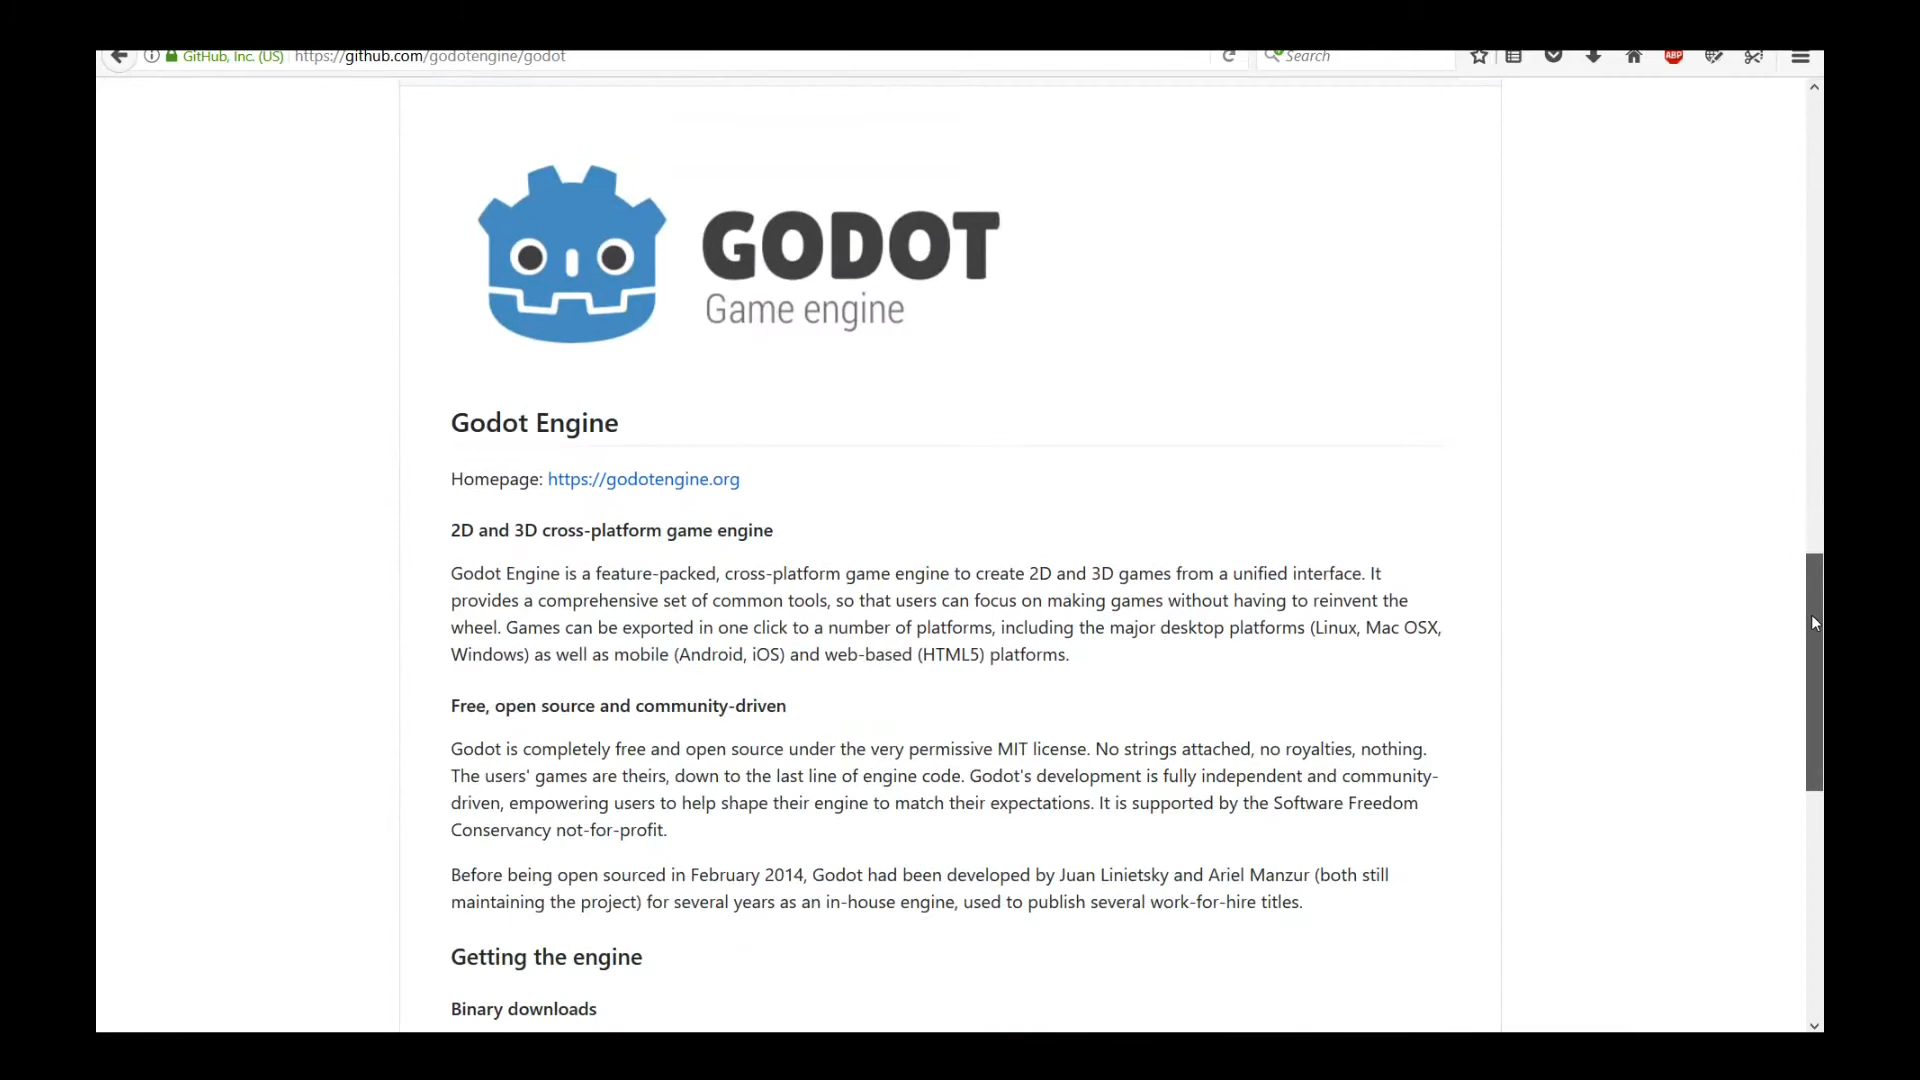 GitHub, Inc. (US) https://github.com/godotengine/godot Search ABP
GODOT
Game engine
Godot Engine
Homepage: https://godotengine.org
2D and 3D cross-platform game engine
Godot Engine is a feature-packed, cross-platform game engine to create 2D and 3D games from a unified interface. It
provides a comprehensive set of common tools, so that users can focus on making games without having to reinvent the
wheel. Games can be exported in one click to a number of platforms, including the major desktop platforms (Linux, Mac OSX,
Windows) as well as mobile (Android, iOS) and web-based (HTML5) platforms.
Free, open source and community-driven
Godot is completely free and open source under the very permissive MIT license. No strings attached, no royalties, nothing.
The users' games are theirs, down to the last line of engine code. Godot's development is fully independent and community-
driven, empowering users to help shape their engine to match their expectations. It is supported by the Software Freedom
Conservancy not-for-profit.
Before being open sourced in February 2014, Godot had been developed by Juan Linietsky and Ariel Manzur (both still
maintaining the project) for several years as an in-house engine, used to publish several work-for-hire titles.
Getting the engine
Binary downloads